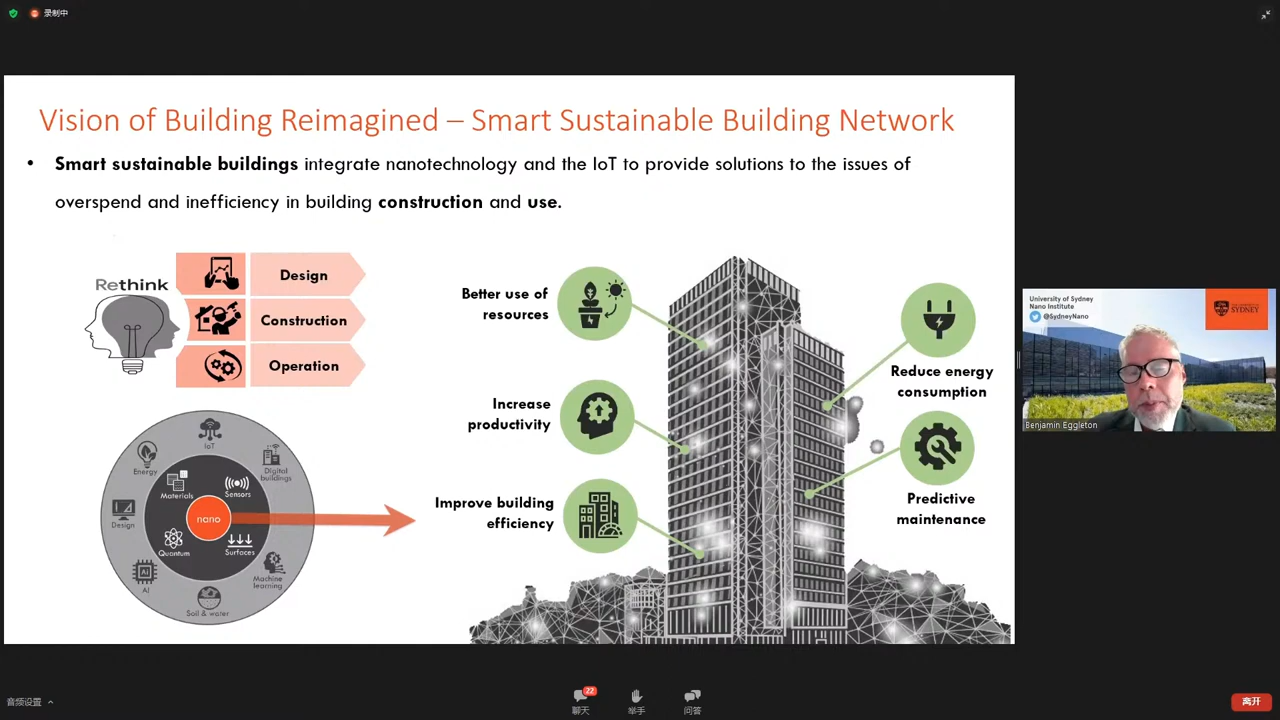 录制中
Vision of Building Reimagined – Smart Sustainable Building Network
• Smart sustainable buildings integrate nanotechnology and the IoT to provide solutions to the issues of
overspend and inefficiency in building construction and use.
Rethink
Design
Construction
Operation
IoT
Energy
Digital
buildings
Materials
Sensors
Design
nano
Quantum
Surfaces
AI
Machine
learning
Soil & water
Better use of
resources
Increase
productivity
Improve building
efficiency
Reduce energy
consumption
Predictive
maintenance
University of Sydney
Nano Institute
@SydneyNano
SYDNEY
Benjamin Eggleton
音频设置
22
聊天
举手
问答
离开